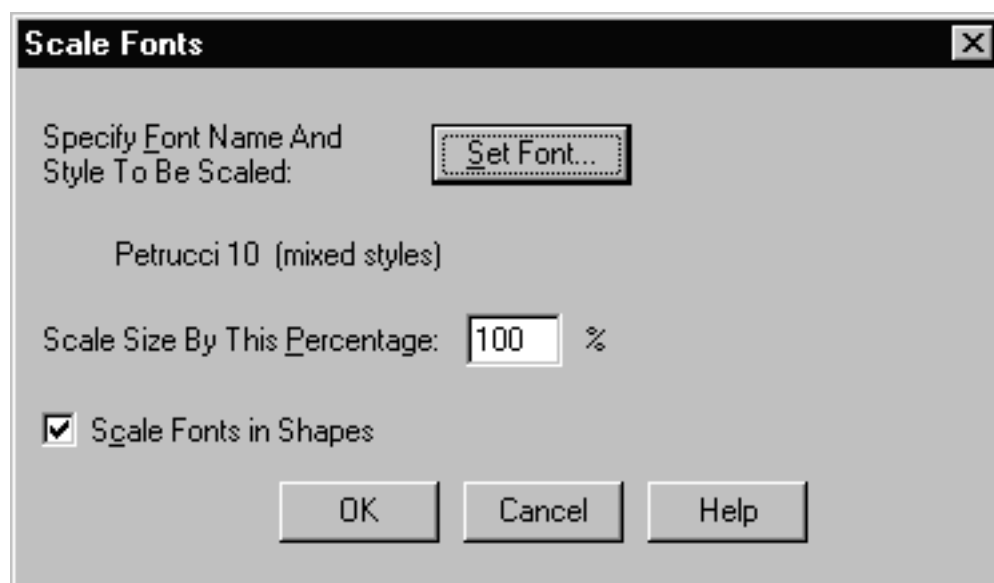 Scale Fonts
Specify Font Name And
Style To Be Scaled:
Set Font...
Petrucci 10 (mixed styles)
Scale Size By This Percentage: 100 %
Scale Fonts in Shapes
OK Cancel Help